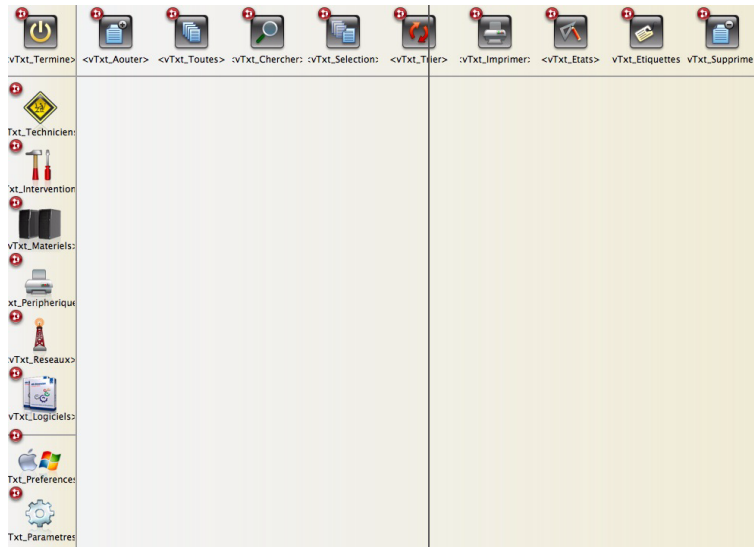 :vTxt_Termine> <vTxt_Aouter> <vTxt_Toutes> :vTxt_Chercher: :vTxt_Selection: <vTxt_Trier> :vTxt_Imprimer: <vTxt_Etats> vTxt_Etiquettes vTxt_Supprime
Txt_Technicien:
xt_Intervention
vTxt_Materiels:
xt_Peripherique
:vTxt_Reseaux>
<vTxt_Logiciels>
Txt_Preference:
Txt_Parametres